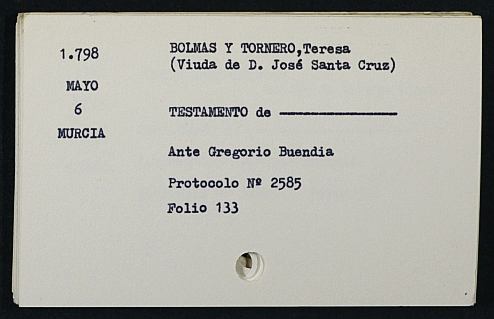 1.798
MAYO
6
MURCIA
BOLMAS Y TORNERO,Teresa
(Viuda de D. José Santa Cruz)
TESTAMENTO de ————————
Ante Gregorio Buendia
Protocolo Nº 2585
Folio 133